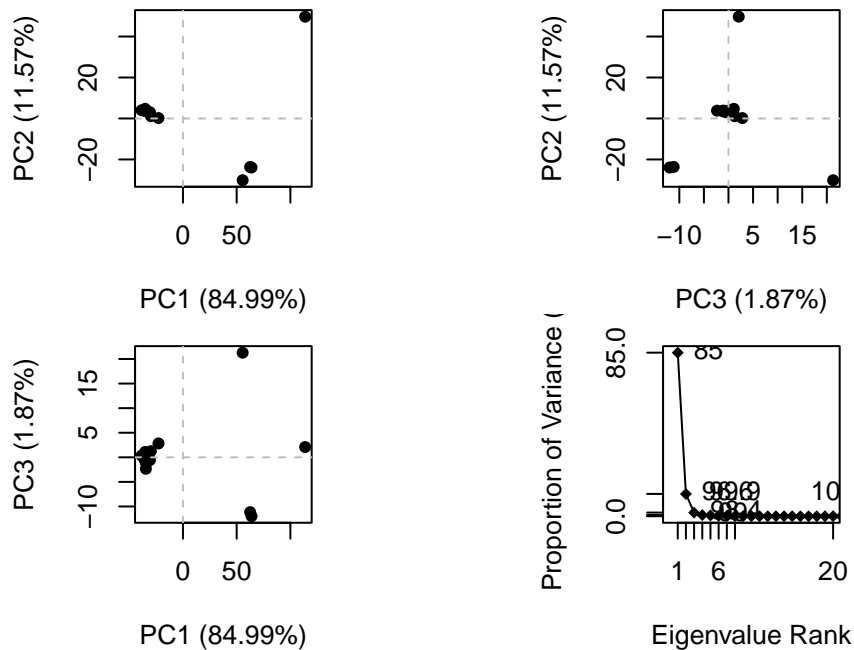 PC2 (11.57%)
20
−20
0 50
PC1 (84.99%)
PC2 (11.57%)
20
−20
−10 5 15
PC3 (1.87%)
PC3 (1.87%)
15
5
−10
0 50
PC1 (84.99%)
Proportion of Variance (
85.0
0.0
85
10
1 6 20
Eigenvalue Rank